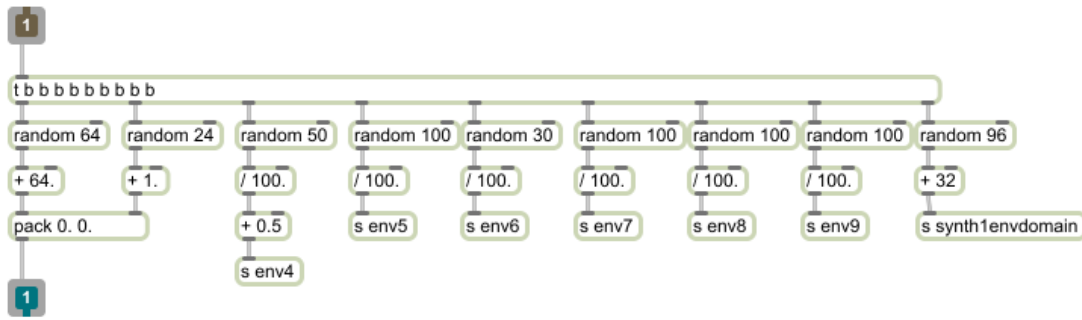 1
t b b b b b b b b b
random 64 random 24 random 50 random 100 random 30 random 100 random 100 random 100 random 96
+ 64. + 1. / 100. / 100. / 100. / 100. / 100. / 100. + 32
pack 0. 0. + 0.5 s env5 s env6 s env7 s env8 s env9 s synth1envdomain
s env4
1